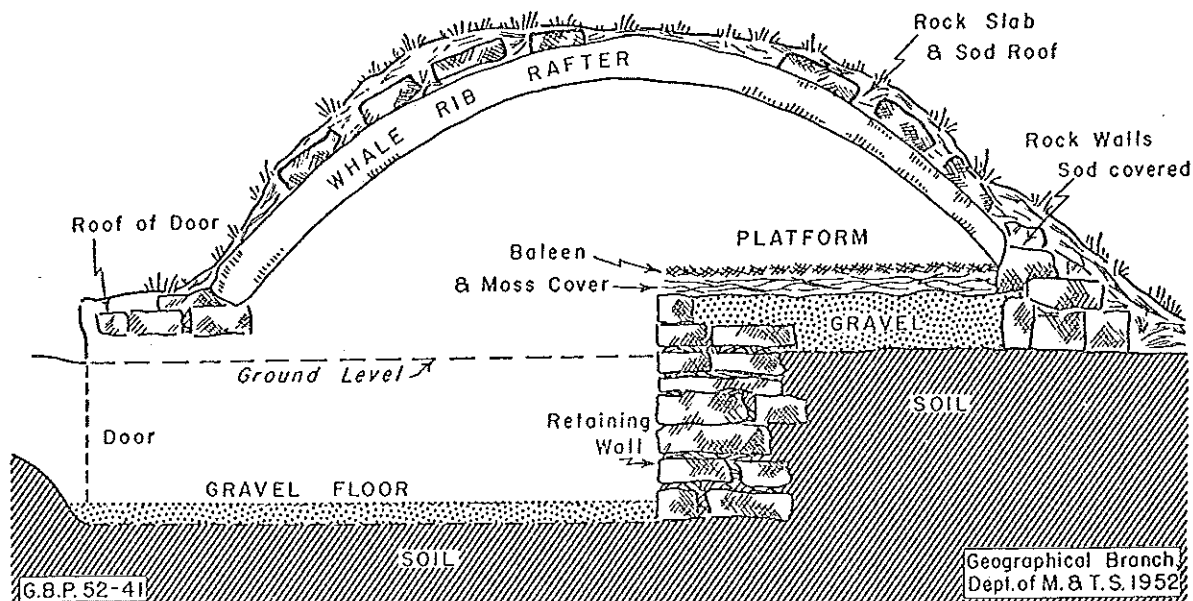 Rock Slab
& Sod Roof
WHALE RIB RAFTER
Rock Walls
Sod covered
Roof of Door
PLATFORM
Baleen
& Moss Cover
GRAVEL
Ground Level
SOIL
Door
Retaining
Wall
GRAVEL FLOOR
SOIL
G.B.P. 52-41
Geographical Branch,
Dept. of M. & T. S. 1952